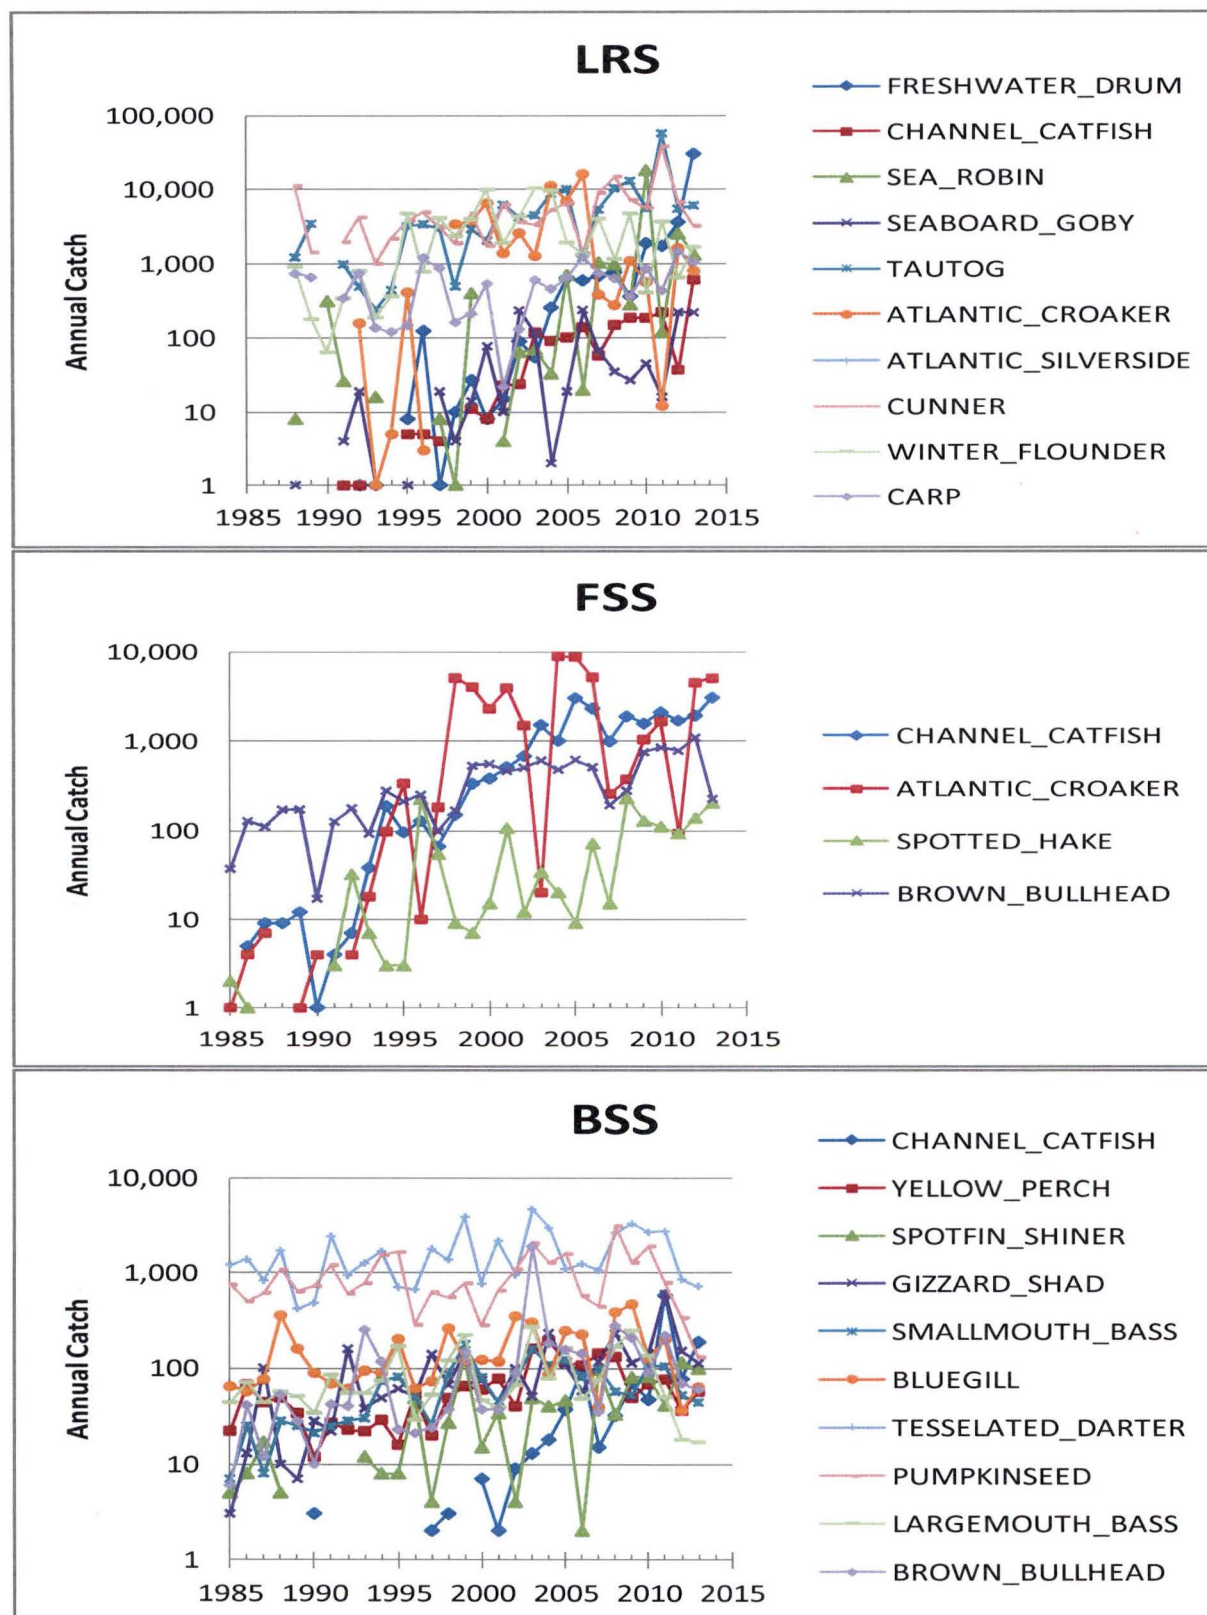 LRS
Annual Catch
100,000
10,000
1,000
100
10
1
1985 1990 1995 2000 2005 2010 2015
FRESHWATER_DRUM
CHANNEL_CATFISH
SEA_ROBIN
SEABOARD_GOBY
TAUTOG
ATLANTIC_CROAKER
ATLANTIC_SILVERSIDE
CUNNER
WINTER_FLOUNDER
CARP
FSS
Annual Catch
10,000
1,000
100
10
1
1985 1990 1995 2000 2005 2010 2015
CHANNEL_CATFISH
ATLANTIC_CROAKER
SPOTTED_HAKE
BROWN_BULLHEAD
BSS
Annual Catch
10,000
1,000
100
10
1
1985 1990 1995 2000 2005 2010 2015
CHANNEL_CATFISH
YELLOW_PERCH
SPOTFIN_SHINER
GIZZARD_SHAD
SMALLMOUTH_BASS
BLUEGILL
TESSELATED_DARTER
PUMPKINSEED
LARGEMOUTH_BASS
BROWN_BULLHEAD